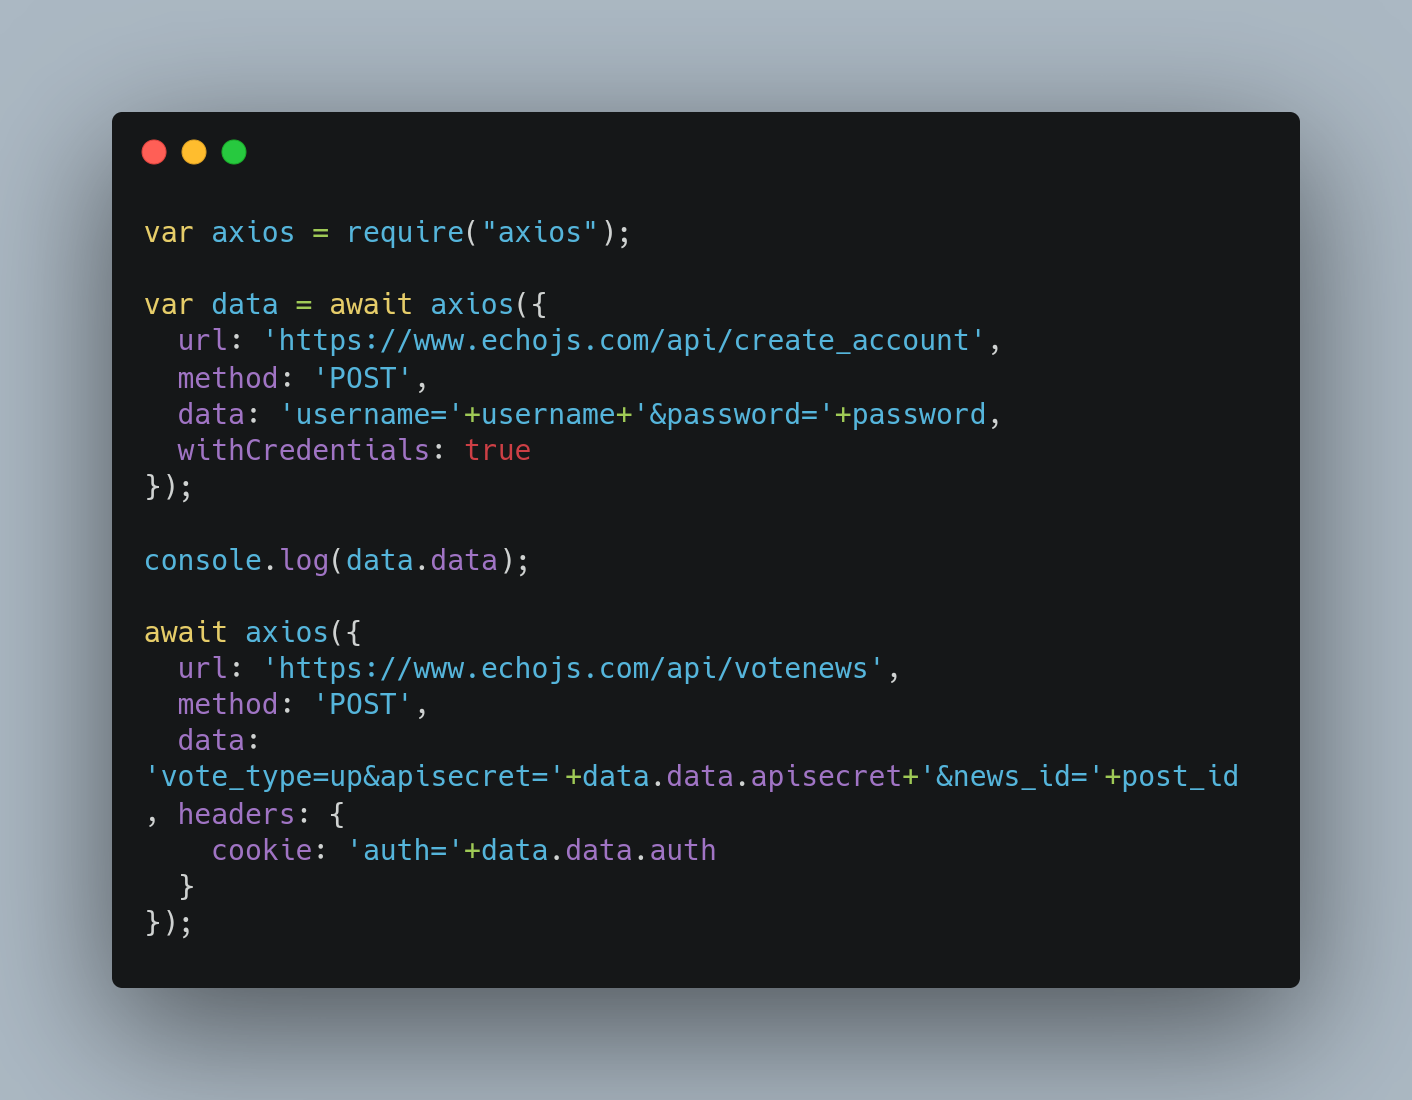 var axios = require("axios");
var data = await axios({
  url: 'https://www.echojs.com/api/create_account',
  method: 'POST',
  data: 'username='+username+'&password='+password,
  withCredentials: true
});
console.log(data.data);
await axios({
  url: 'https://www.echojs.com/api/votenews',
  method: 'POST',
  data:
'vote_type=up&apisecret='+data.data.apisecret+'&news_id='+post_id
, headers: {
    cookie: 'auth='+data.data.auth
  }
});